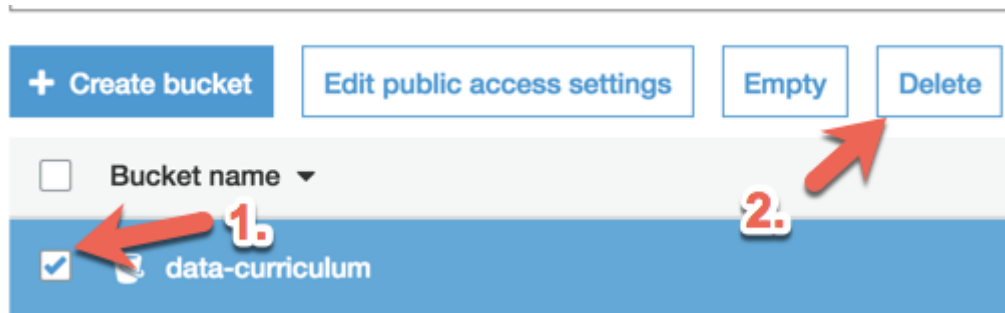 + Create bucket Edit public access settings Empty Delete
Bucket name
1.
2.
data-curriculum